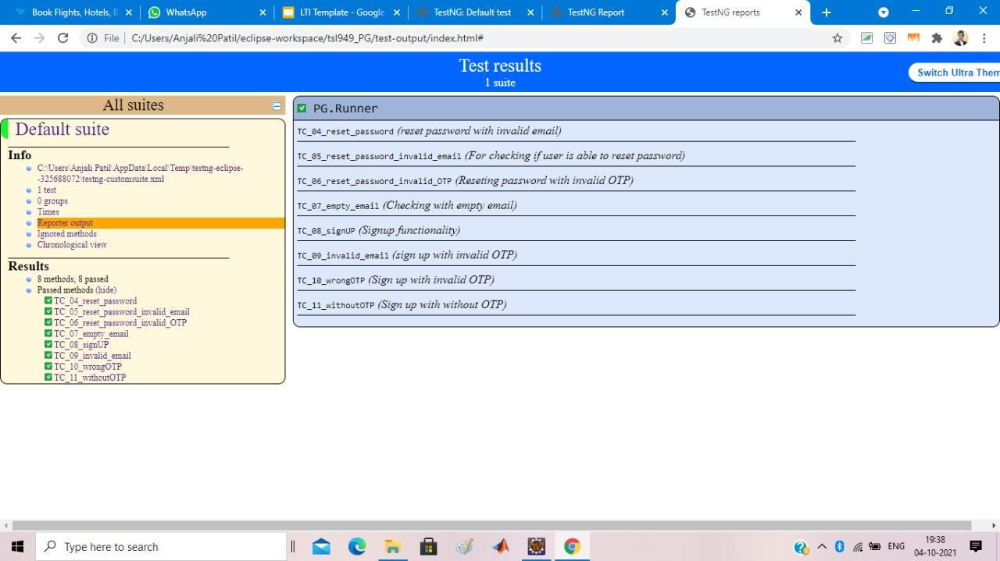 Book Flights, Hotels, B
WhatsApp
LTI Template - Google
TestNG: Default test
TestNG Report
TestNG reports
File
C:/Users/Anjali%20Patil/eclipse-workspace/tsl949_PG/test-output/index.html#
Test results
1 suite
Switch Ultra Them
All suites
Default suite
Info
C:\Users\Anjali Patil\AppData\Local\Temp\testng-eclipse-
-325688072\testng-customsuite.xml
1 test
0 groups
Times
Reporter output
Ignored methods
Chronological view
Results
8 methods, 8 passed
Passed methods (hide)
TC_04_reset_password
TC_05_reset_password_invalid_email
TC_06_reset_password_invalid_OTP
TC_07_empty_email
TC_08_signUP
TC_09_invalid_email
TC_10_wrongOTP
TC_11_withoutOTP
PG.Runner
TC_04_reset_password (reset password with invalid email)
TC_05_reset_password_invalid_email (For checking if user is able to reset password)
TC_06_reset_password_invalid_OTP (Reseting password with invalid OTP)
TC_07_empty_email (Checking with empty email)
TC_08_signUP (Signup functionality)
TC_09_invalid_email (sign up with invalid OTP)
TC_10_wrongOTP (Sign up with invalid OTP)
TC_11_withoutOTP (Sign up with without OTP)
Type here to search
ENG
19:38
04-10-2021